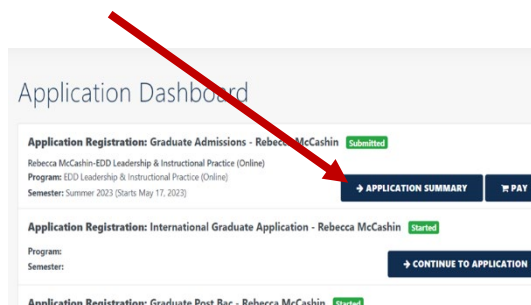 Application Dashboard
Application Registration: Graduate Admissions - Rebecca McCashin Submitted
Rebecca McCashin-EDD Leadership & Instructional Practice (Online)
Program: EDD Leadership & Instructional Practice (Online)
Semester: Summer 2023 (Starts May 17, 2023)
→ APPLICATION SUMMARY
PAY
Application Registration: International Graduate Application - Rebecca McCashin Started
Program:
Semester:
→ CONTINUE TO APPLICATION
Application Registration: Graduate Post Bac - Rebecca McCashin Started